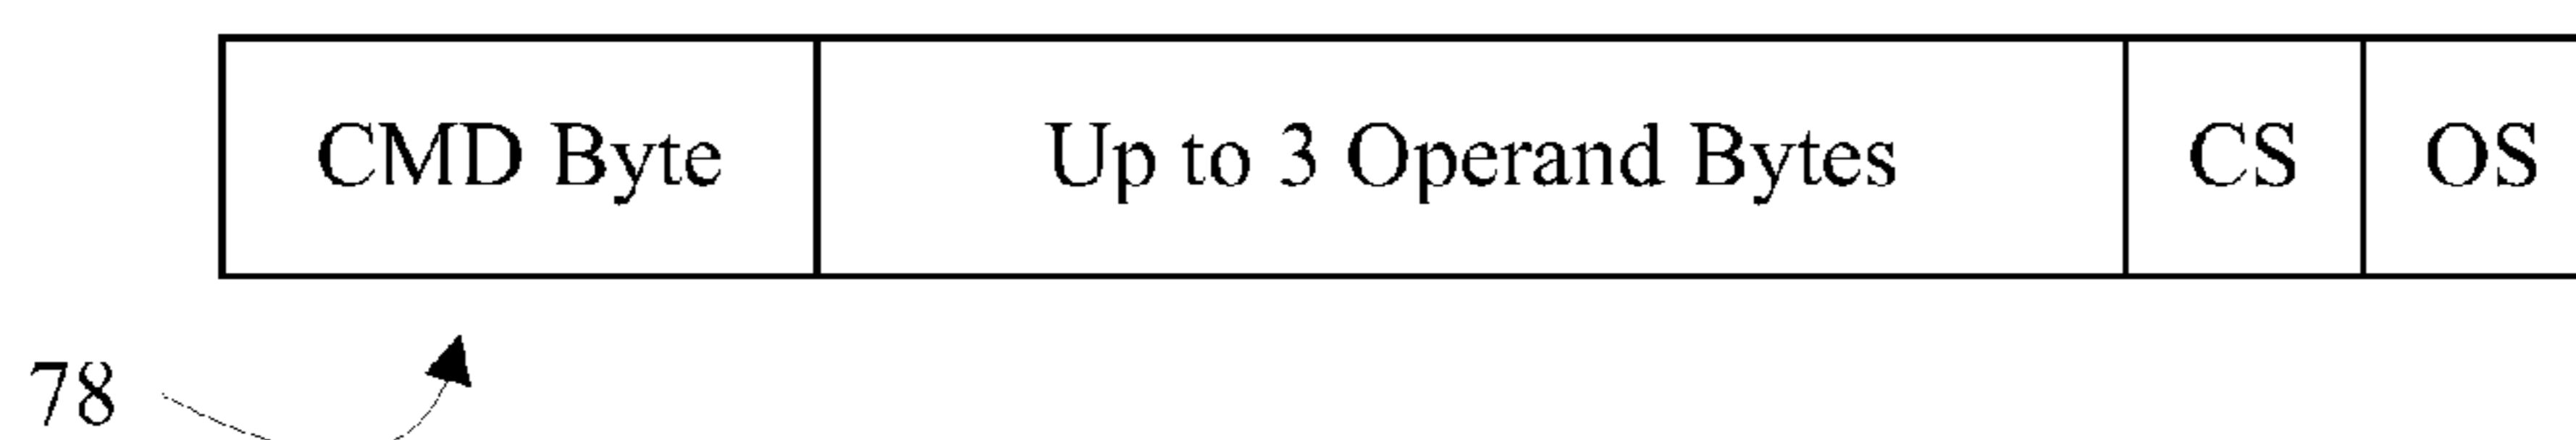 CMD Byte Up to 3 Operand Bytes CS OS
78